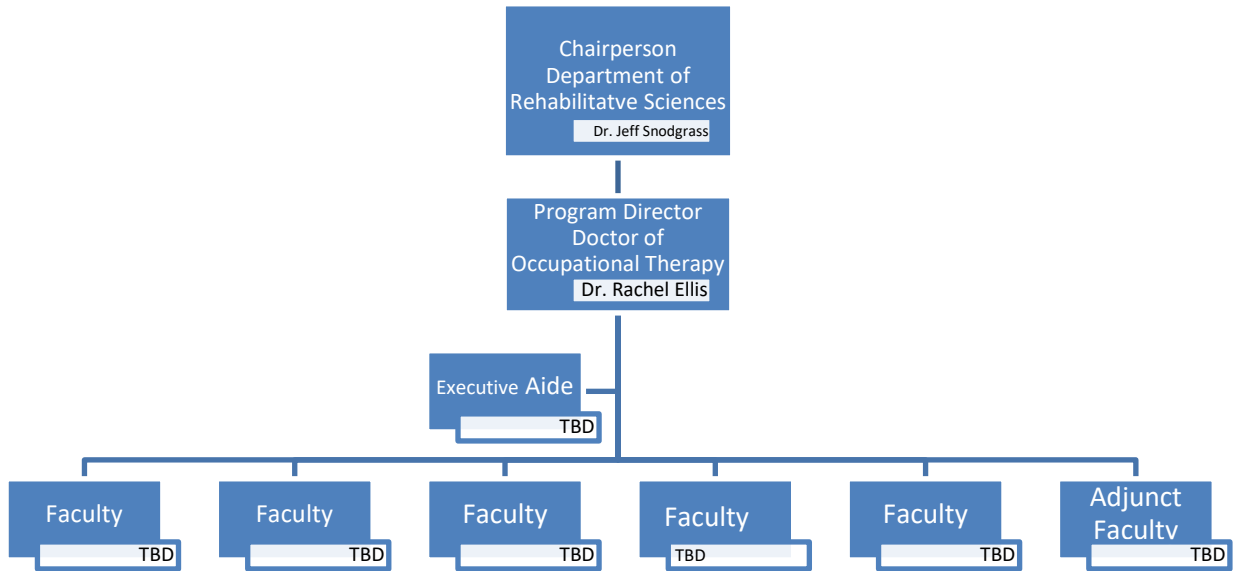 Chairperson
Department of
Rehabilitatve Sciences
Dr. Jeff Snodgrass
Program Director
Doctor of
Occupational Therapy
Dr. Rachel Ellis
Executive Aide
TBD
Faculty
TBD
Faculty
TBD
Faculty
TBD
Faculty
TBD
Faculty
TBD
Adjunct
Faculty
TBD